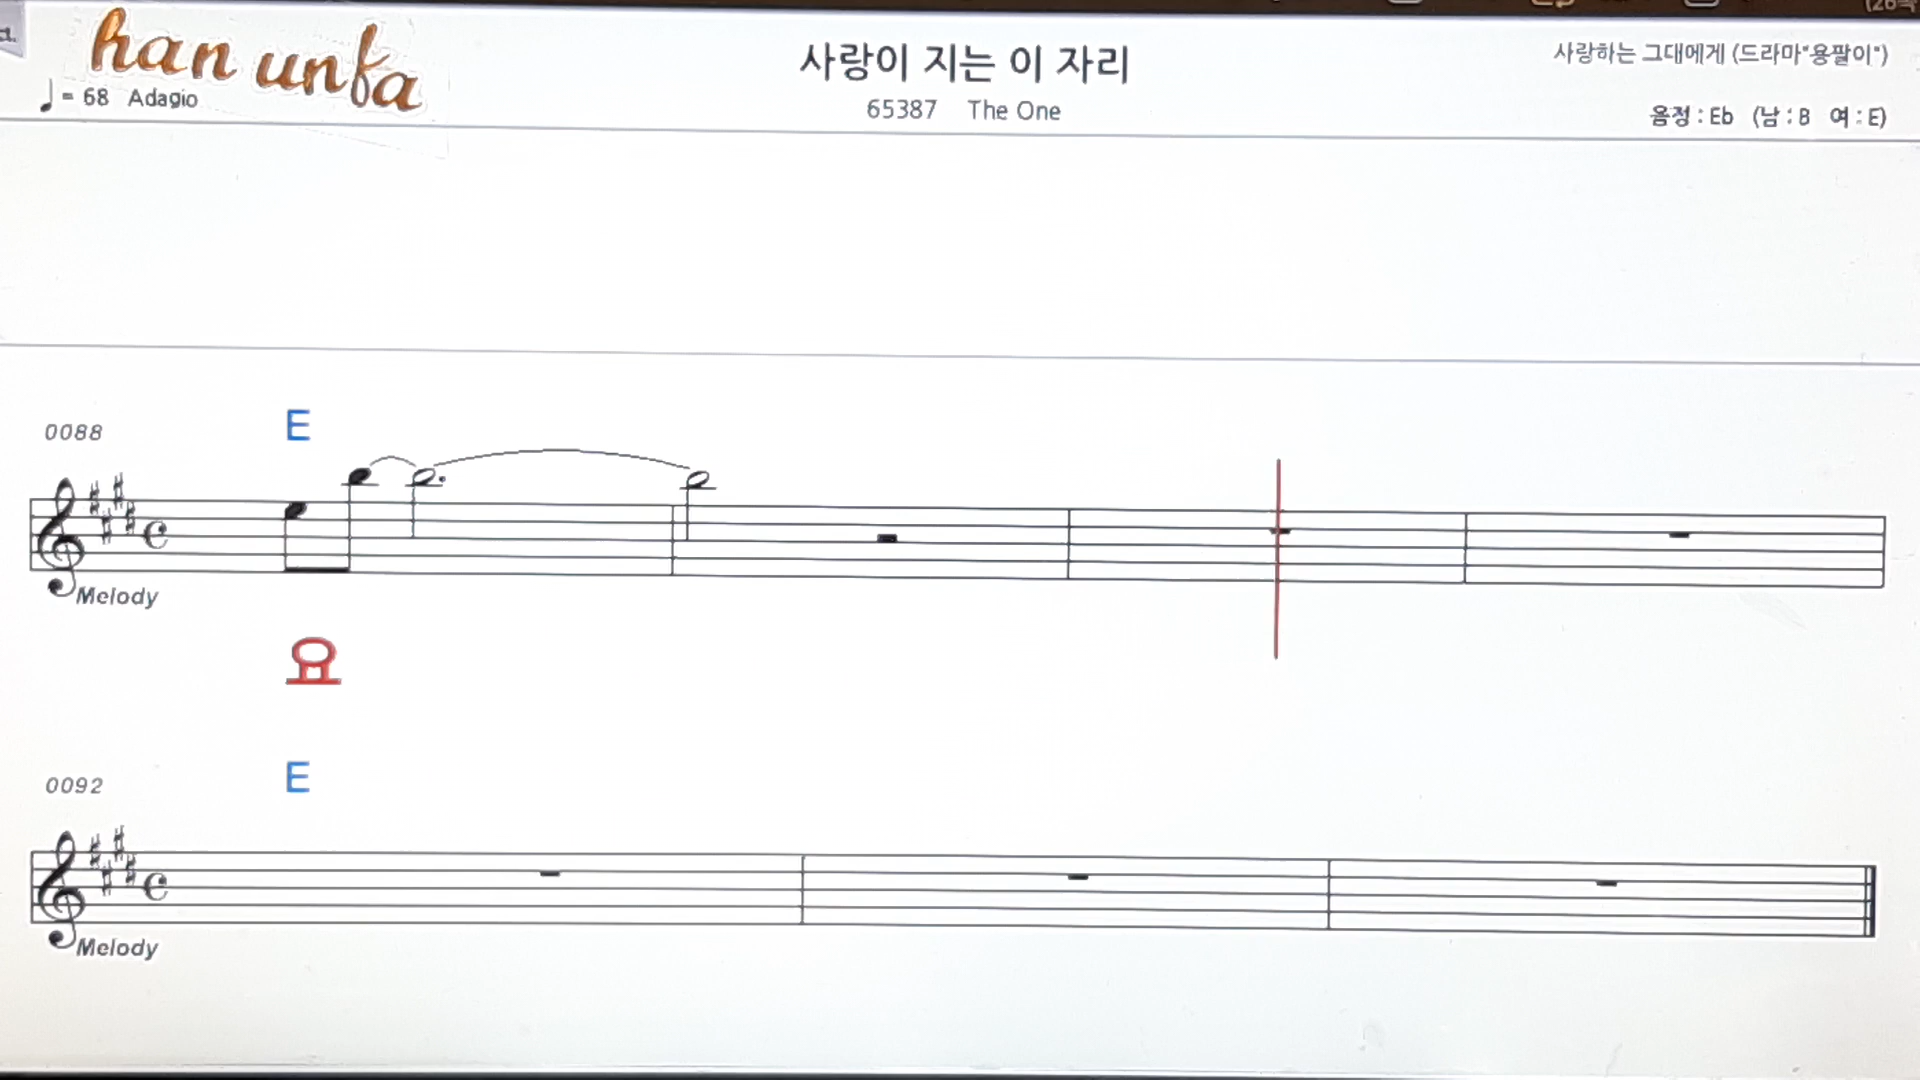 han unfa
사랑이 지는 이 자리
사랑하는 그대에게 (드라마"용팔이")
♩= 68 Adagio
65387 The One
음정 : Eb (남 : B 여 : E)
0088 E
Melody
요
0092 E
Melody